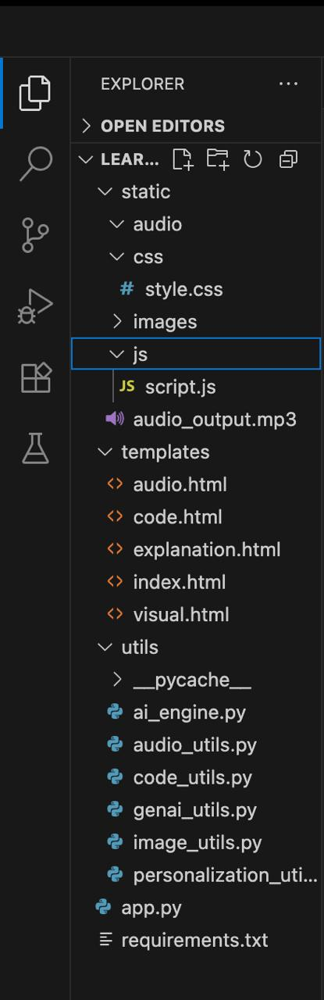 EXPLORER
OPEN EDITORS
LEAR...
static
audio
css
# style.css
images
js
JS script.js
audio_output.mp3
templates
<> audio.html
<> code.html
<> explanation.html
<> index.html
<> visual.html
utils
__pycache__
ai_engine.py
audio_utils.py
code_utils.py
genai_utils.py
image_utils.py
personalization_uti...
app.py
requirements.txt